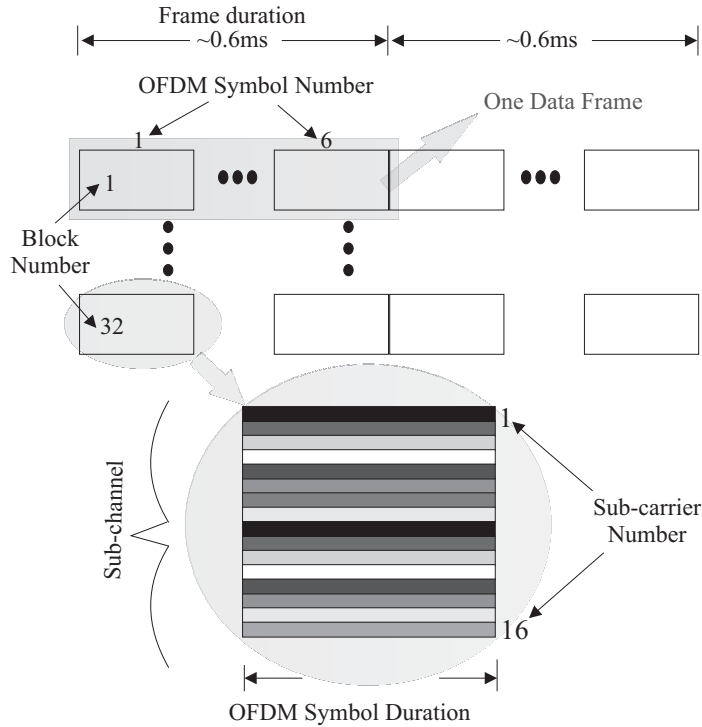 Frame duration
~0.6ms
~0.6ms
OFDM Symbol Number
One Data Frame
1
6
1
Block
Number
32
1
Sub-channel
Sub-carrier
Number
16
OFDM Symbol Duration